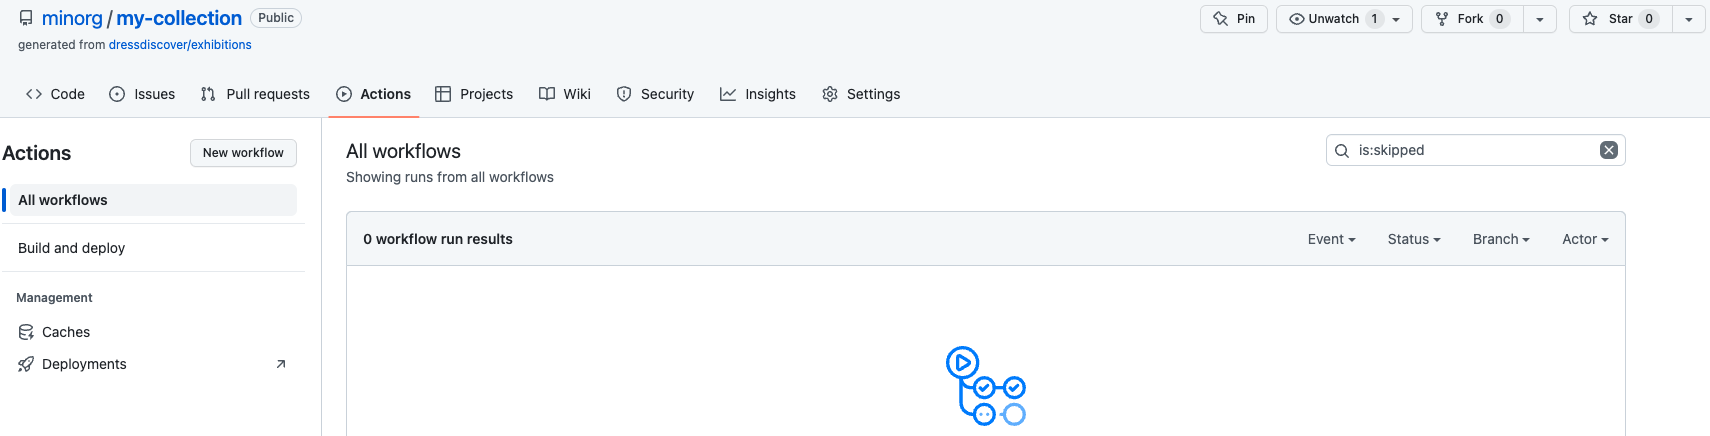 minorg / my-collection Public
Pin Unwatch 1 Fork 0 Star 0
generated from dressdiscover/exhibitions
Code Issues Pull requests Actions Projects Wiki Security Insights Settings
Actions New workflow
All workflows
Build and deploy
Management
Caches
Deployments
All workflows
is:skipped
Showing runs from all workflows
0 workflow run results Event Status Branch Actor